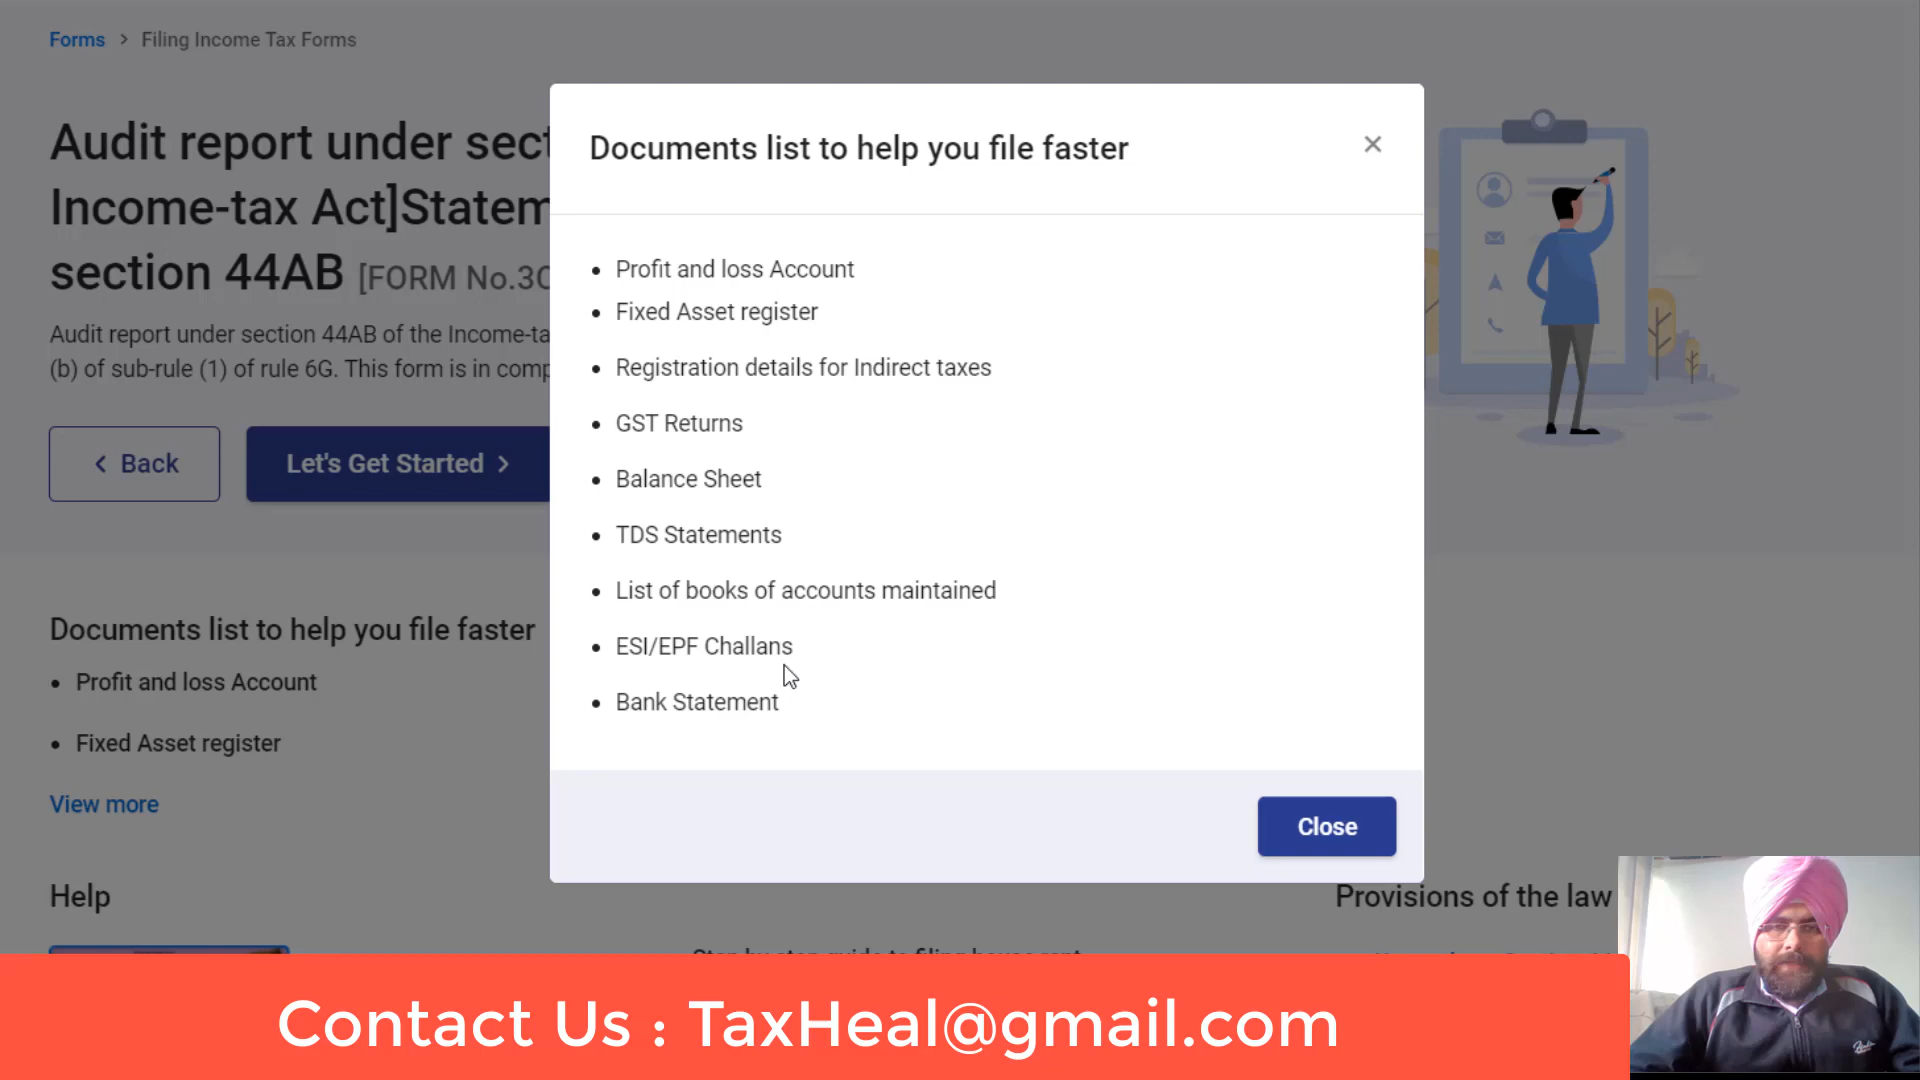 Forms > Filing Income Tax Forms
Audit report under sec
Income-tax Act]Statem
section 44AB [FORM No.3C
Audit report under section 44AB of the Income-ta
(b) of sub-rule (1) of rule 6G. This form is in comp
Back
Let's Get Started
Documents list to help you file faster
• Profit and loss Account
• Fixed Asset register
View more
Help
Documents list to help you file faster
• Profit and loss Account
• Fixed Asset register
• Registration details for Indirect taxes
• GST Returns
• Balance Sheet
• TDS Statements
• List of books of accounts maintained
• ESI/EPF Challans
• Bank Statement
Close
Provisions of the law
Contact Us : TaxHeal@gmail.com